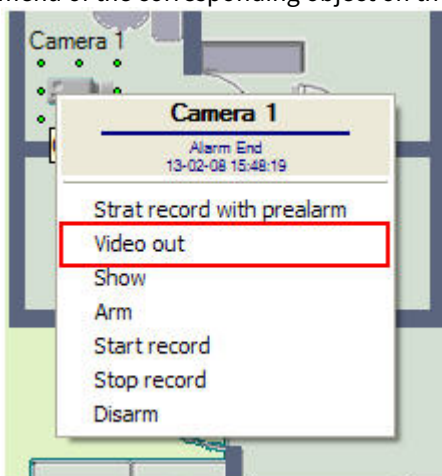 menu of the corresponding object on th
Camera 1
Camera 1
Alarm End
13-02-08 15:48:19
Strat record with prealarm
Video out
Show
Arm
Start record
Stop record
Disarm